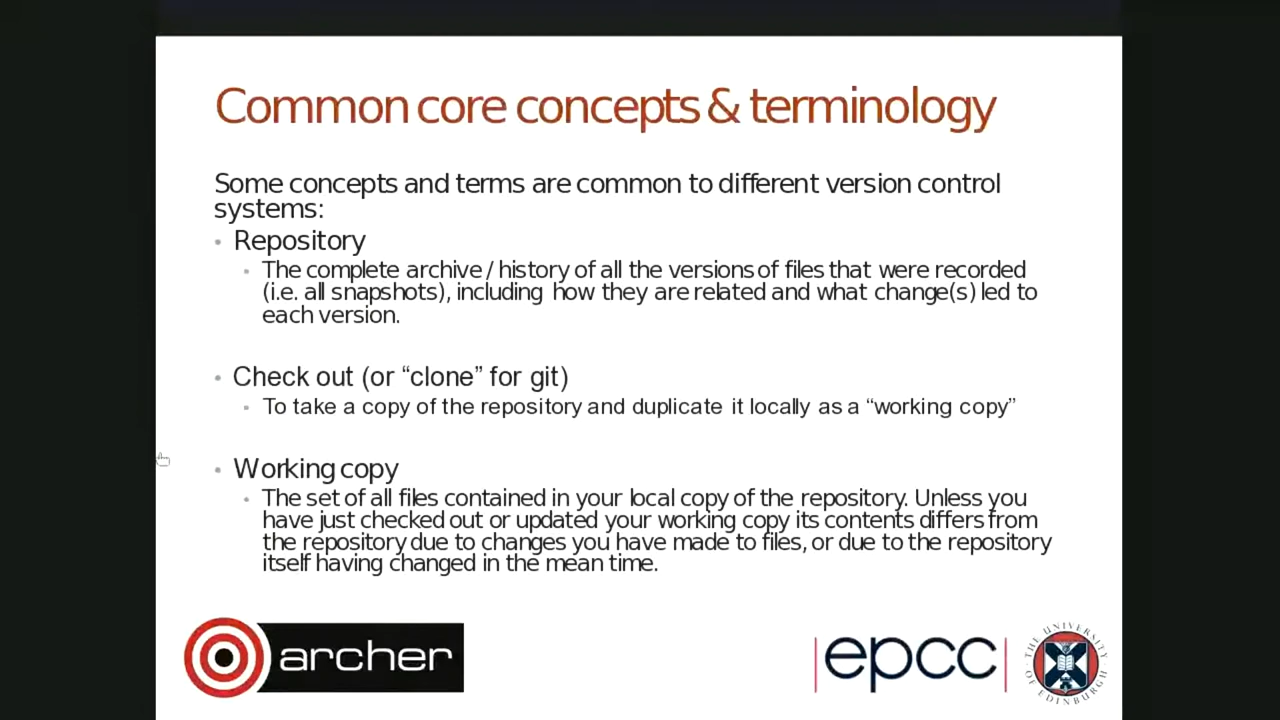 Common core concepts & terminology
Some concepts and terms are common to different version control
systems:
• Repository
• The complete archive / history of all the versions of files that were recorded
(i.e. all snapshots), including how they are related and what change(s) led to
each version.
• Check out (or “clone” for git)
• To take a copy of the repository and duplicate it locally as a “working copy”
• Working copy
• The set of all files contained in your local copy of the repository. Unless you
have just checked out or updated your working copy its contents differs from
the repository due to changes you have made to files, or due to the repository
itself having changed in the mean time.
archer
|epcc|
THE UNIVERSITY
OF EDINBURGH